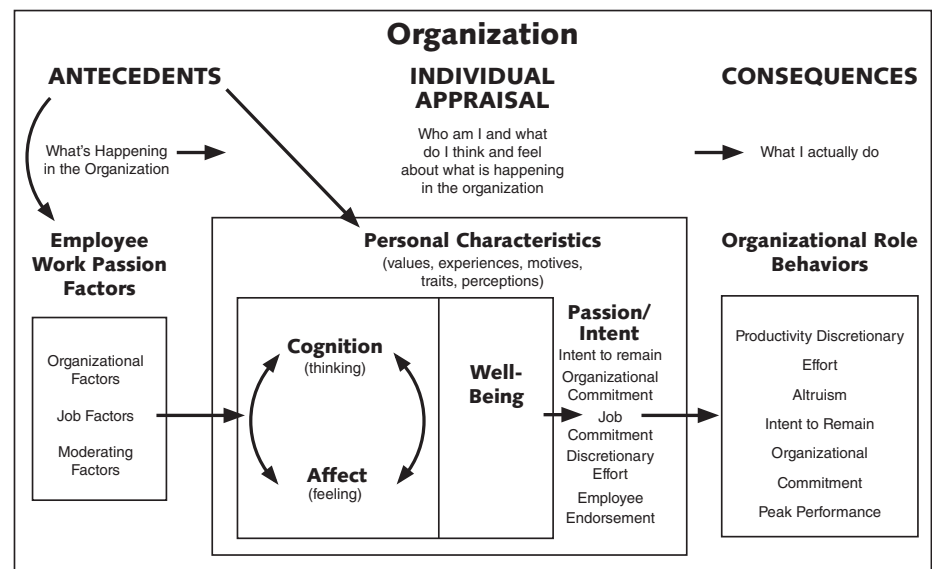 Organization
ANTECEDENTS
INDIVIDUAL
APPRAISAL
CONSEQUENCES
What's Happening
in the Organization
Who am I and what
do I think and feel
about what is happening
in the organization
What I actually do
Employee
Work Passion
Factors
Personal Characteristics
(values, experiences, motives,
traits, perceptions)
Organizational Role
Behaviors
Organizational
Factors
Job Factors
Moderating
Factors
Cognition
(thinking)
Affect
(feeling)
Well-
Being
Passion/
Intent
Intent to remain
Organizational
Commitment
Job
Commitment
Discretionary
Effort
Employee
Endorsement
Productivity Discretionary
Effort
Altruism
Intent to Remain
Organizational
Commitment
Peak Performance